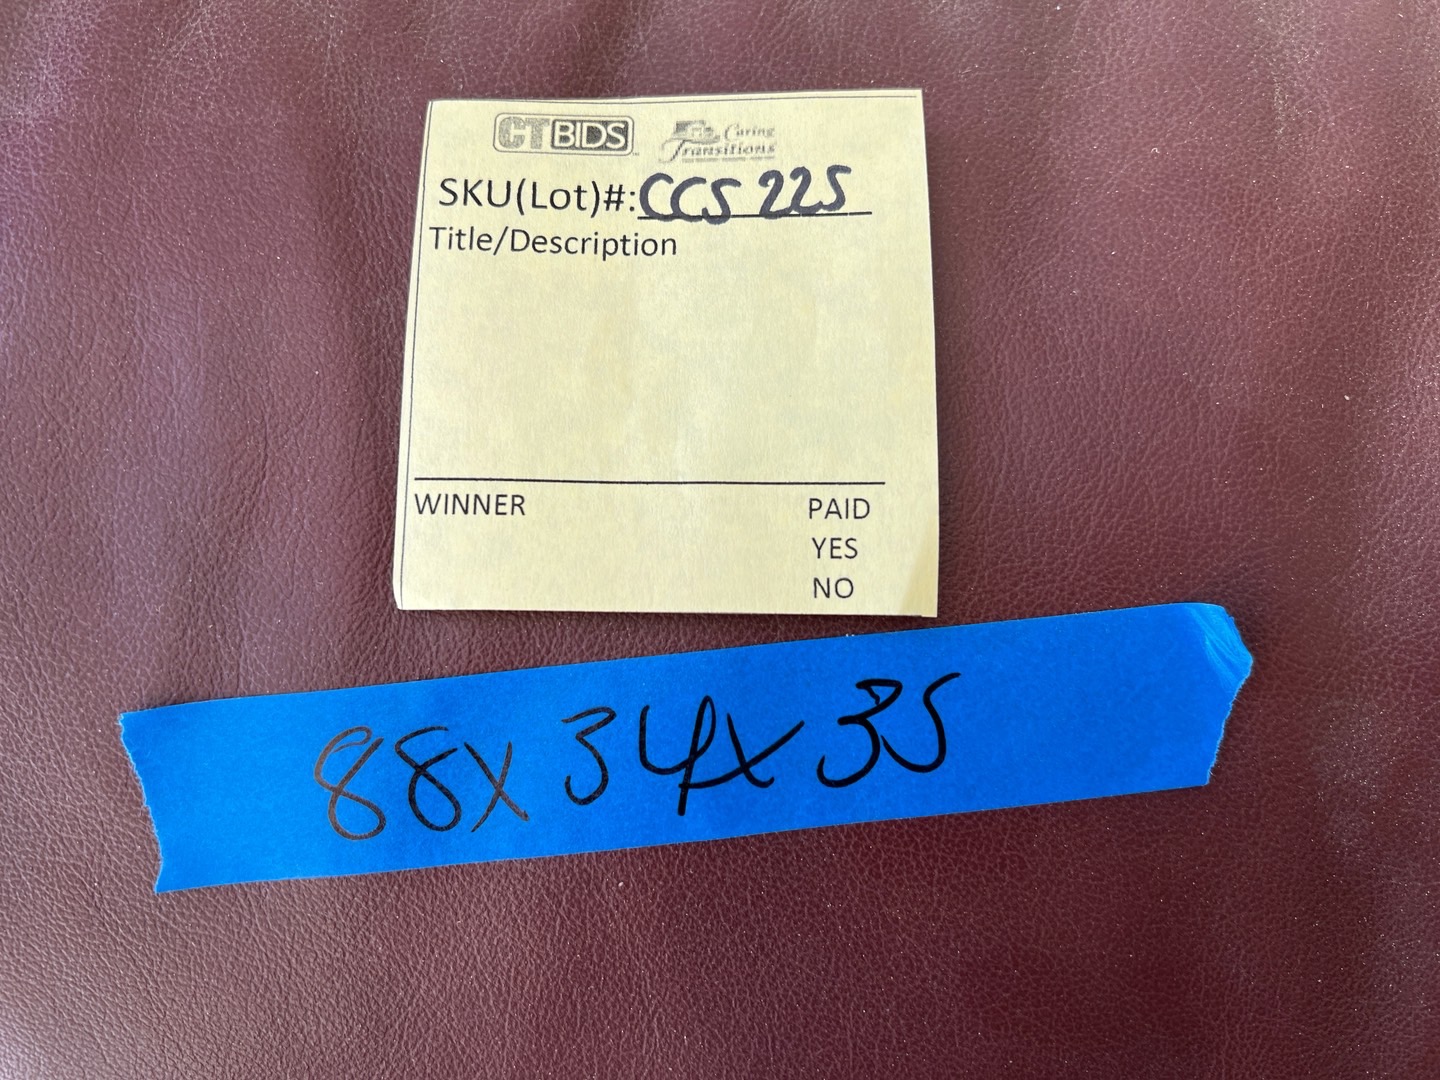 CTBIDS
Caring
Transitions
SKU(Lot)#: CCS 225
Title/Description
WINNER PAID
YES
NO
88x34x35